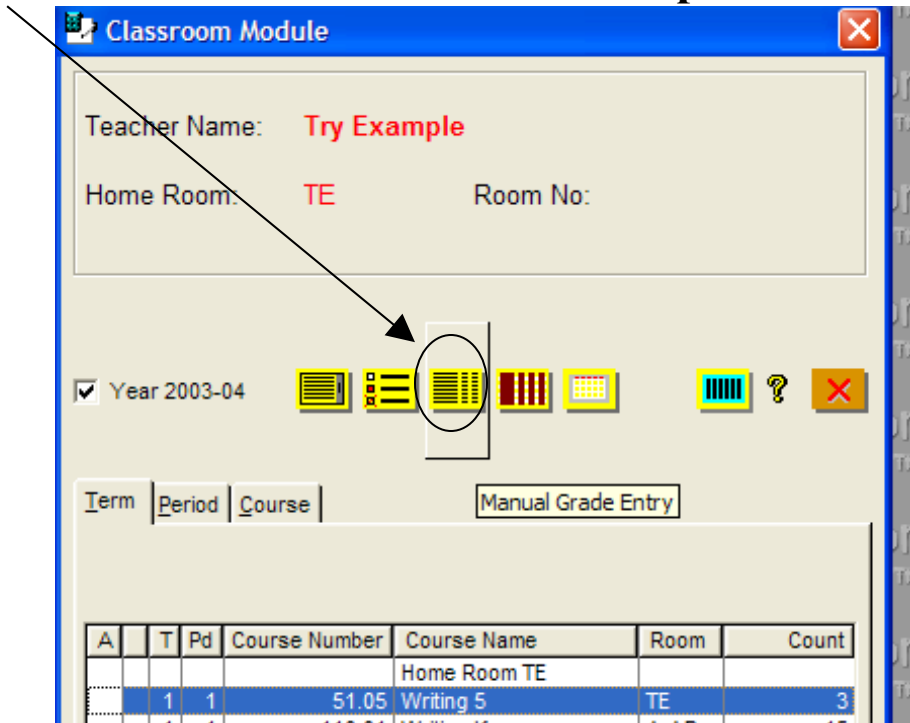 Classroom Module
Teacher Name: Try Example
Home Room: TE Room No:
Year 2003-04
?
Term Period Course
Manual Grade Entry
A T Pd Course Number Course Name Room Count
Home Room TE
1 1 51.05 Writing 5 TE 3